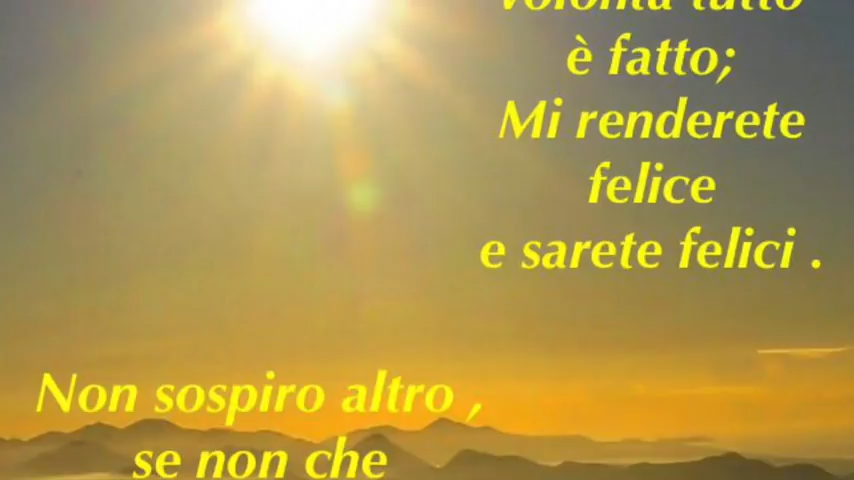 volontà tutto
è fatto;
Mi renderete
felice
e sarete felici .
Non sospiro altro ,
se non che